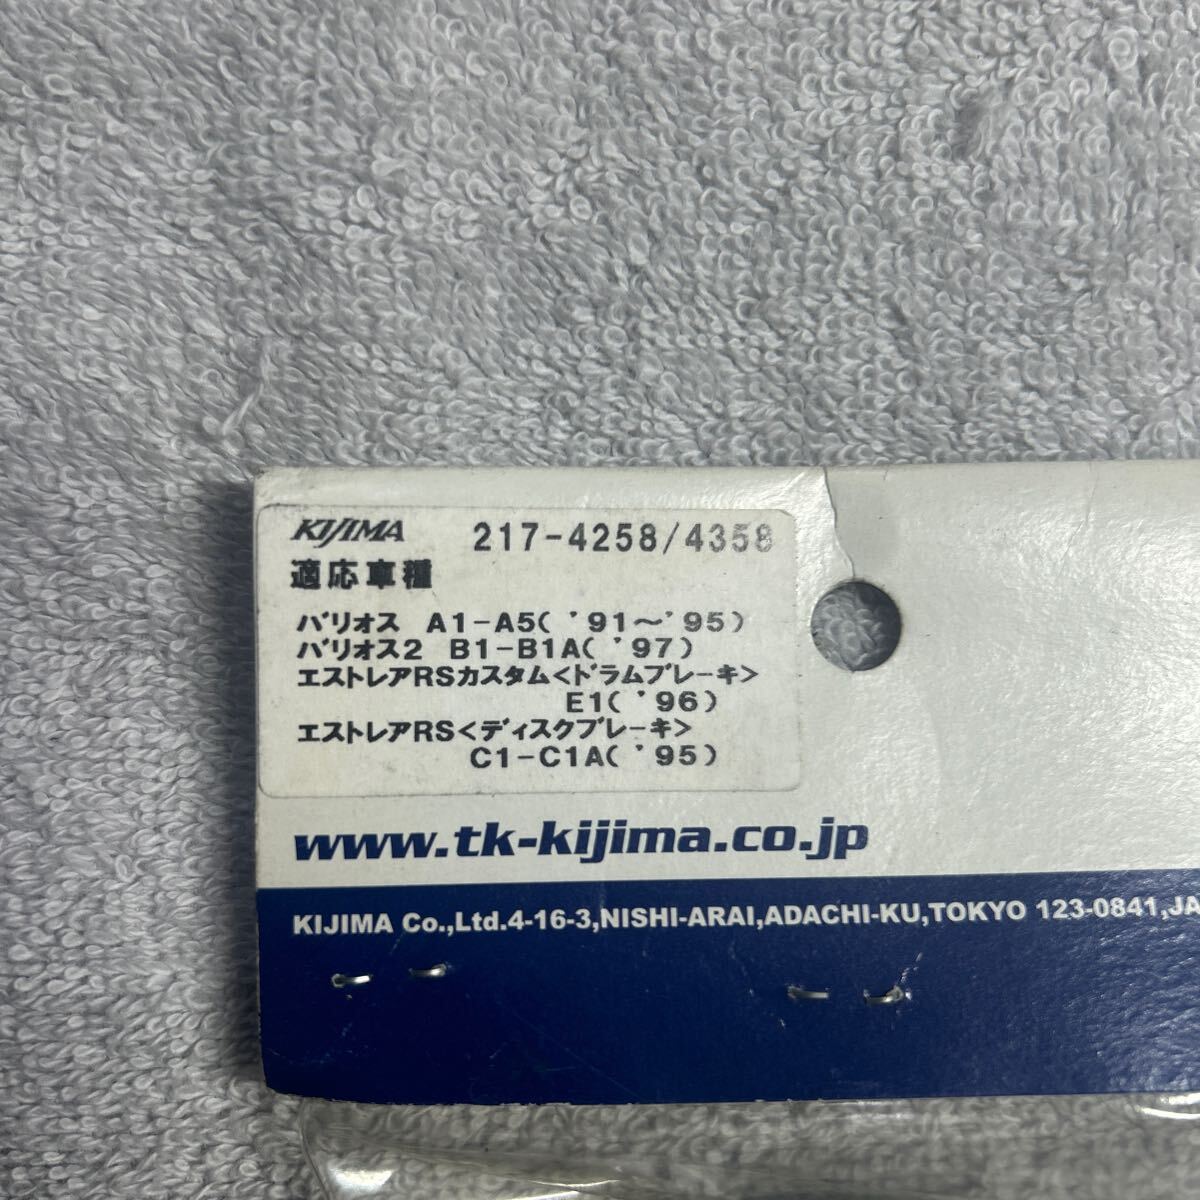 KIJIMA 217-4258/4358
適応車種
バリオス A1-A5('91～'95)
バリオス2 B1-B1A('97)
エストレアRSカスタム<ドラムブレーキ>
E1('96)
エストレアRS<ディスクブレーキ>
C1-C1A('95)
www.tk-kijima.co.jp
KIJIMA Co.,Ltd.4-16-3,NISHI-ARAI,ADACHI-KU,TOKYO 123-0841,JA